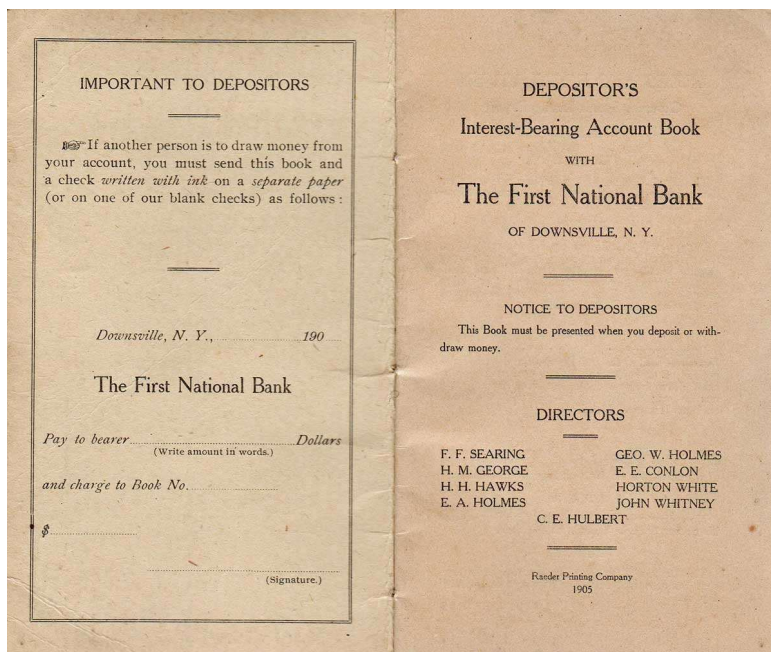 IMPORTANT TO DEPOSITORS
If another person is to draw money from
your account, you must send this book and
a check written with ink on a separate paper
(or on one of our blank checks) as follows:
Downsville, N. Y., 190
The First National Bank
Pay to bearer Dollars
(Write amount in words.)
and charge to Book No.
$
(Signature.)
DEPOSITOR'S
Interest-Bearing Account Book
WITH
The First National Bank
OF DOWNSVILLE, N. Y.
NOTICE TO DEPOSITORS
This Book must be presented when you deposit or with-
draw money.
DIRECTORS
F. F. SEARING GEO. W. HOLMES
H. M. GEORGE E. E. CONLON
H. H. HAWKS HORTON WHITE
E. A. HOLMES JOHN WHITNEY
C. E. HULBERT
Raeder Printing Company
1905